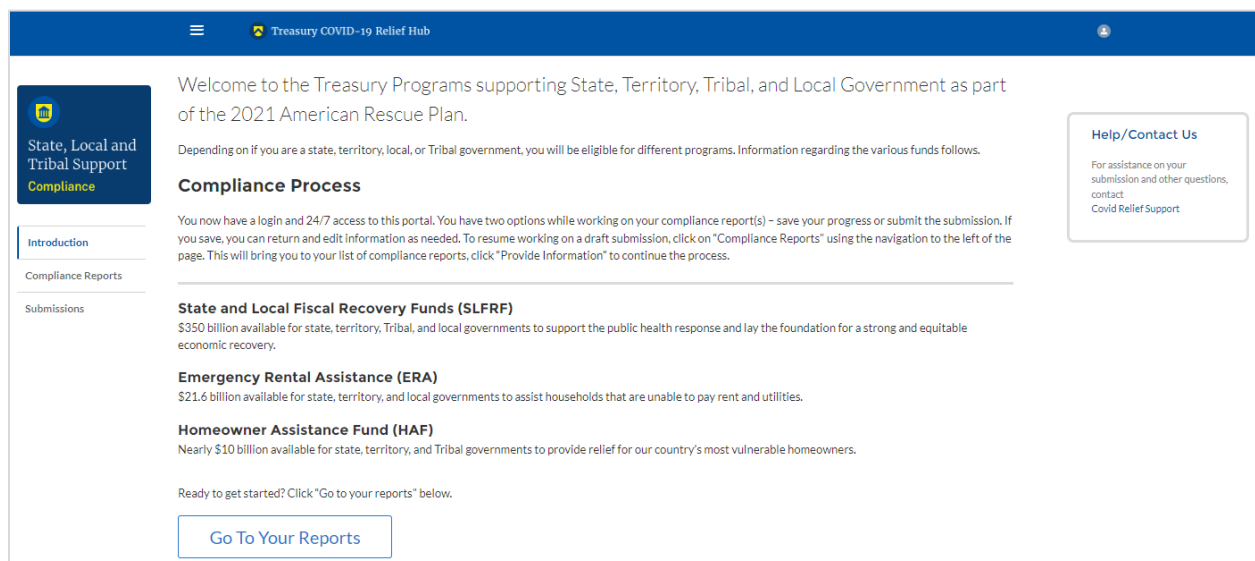 Treasury COVID-19 Relief Hub
State, Local and
Tribal Support
Compliance
Introduction
Compliance Reports
Submissions
Welcome to the Treasury Programs supporting State, Territory, Tribal, and Local Government as part
of the 2021 American Rescue Plan.
Depending on if you are a state, territory, local, or Tribal government, you will be eligible for different programs. Information regarding the various funds follows.
Compliance Process
You now have a login and 24/7 access to this portal. You have two options while working on your compliance report(s) – save your progress or submit the submission. If
you save, you can return and edit information as needed. To resume working on a draft submission, click on "Compliance Reports" using the navigation to the left of the
page. This will bring you to your list of compliance reports, click "Provide Information" to continue the process.
State and Local Fiscal Recovery Funds (SLFRF)
$350 billion available for state, territory, Tribal, and local governments to support the public health response and lay the foundation for a strong and equitable
economic recovery.
Emergency Rental Assistance (ERA)
$21.6 billion available for state, territory, and local governments to assist households that are unable to pay rent and utilities.
Homeowner Assistance Fund (HAF)
Nearly $10 billion available for state, territory, and Tribal governments to provide relief for our country's most vulnerable homeowners.
Ready to get started? Click "Go to your reports" below.
Go To Your Reports
Help/Contact Us
For assistance on your
submission and other questions,
contact
Covid Relief Support